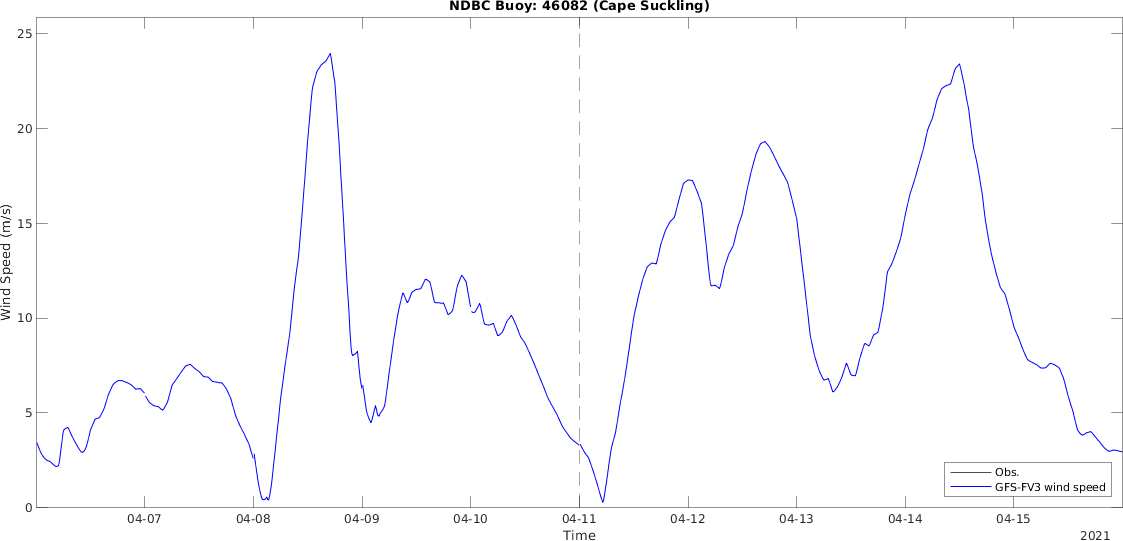 NDBC Buoy: 46082 (Cape Suckling)
25
20
15
10
5
0
Wind Speed (m/s)
04-07 04-08 04-09 04-10 04-11 04-12 04-13 04-14 04-15
Time
2021
Obs.
GFS-FV3 wind speed